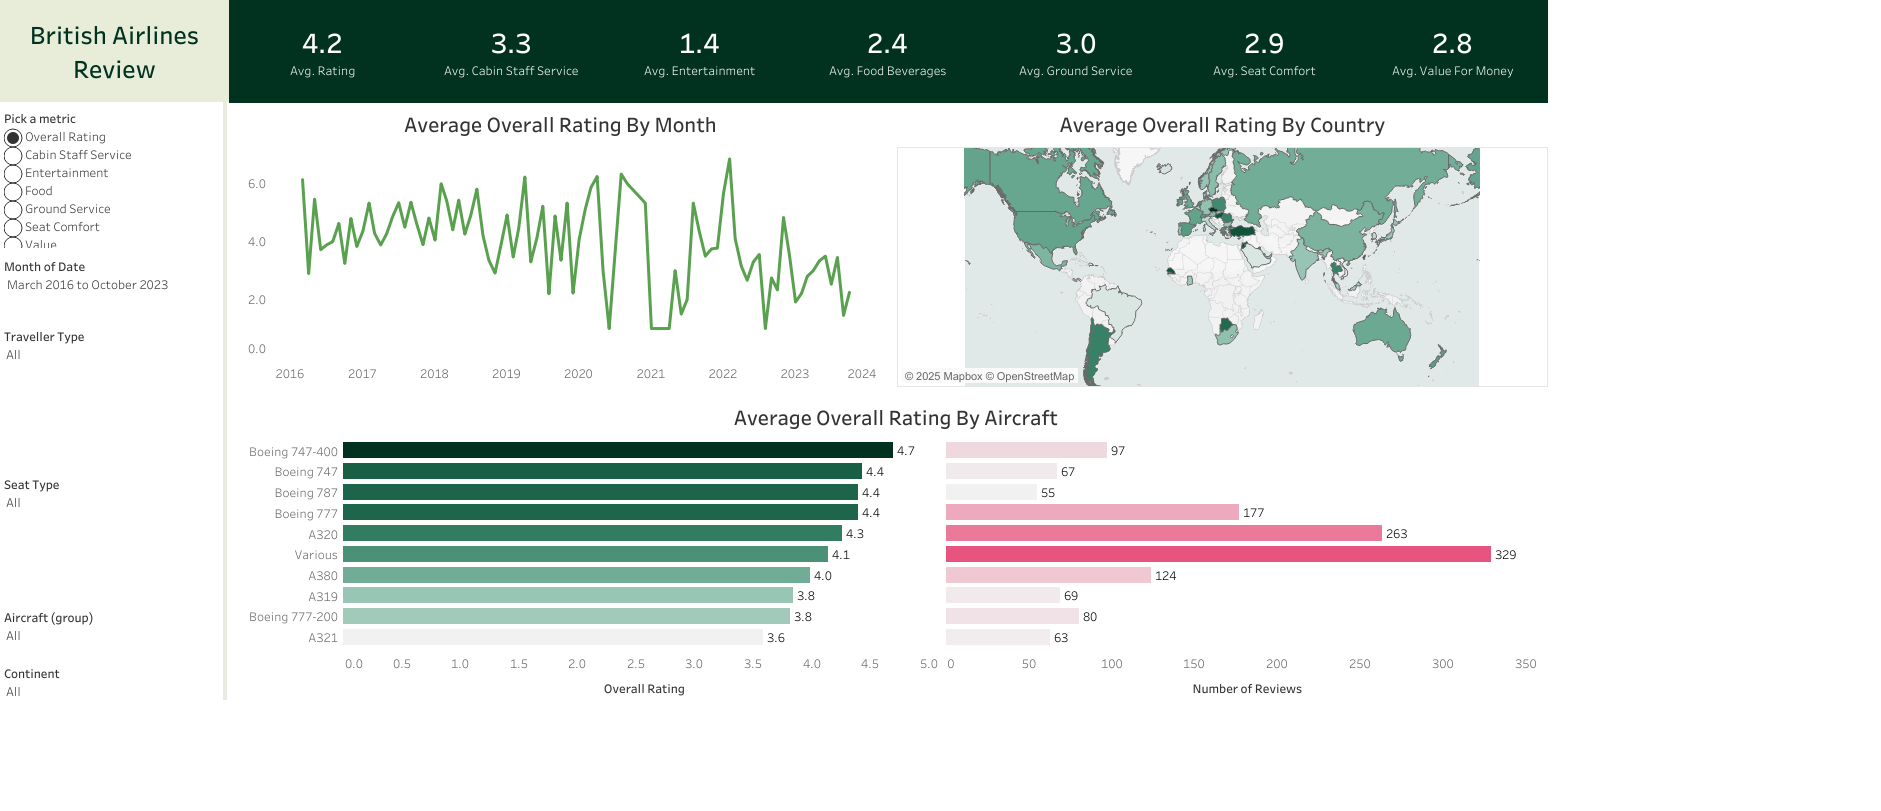 British Airlines
Review
4.2
Avg. Rating
3.3
Avg. Cabin Staff Service
1.4
Avg. Entertainment
2.4
Avg. Food Beverages
3.0
Avg. Ground Service
2.9
Avg. Seat Comfort
2.8
Avg. Value For Money
Pick a metric
Overall Rating
Cabin Staff Service
Entertainment
Food
Ground Service
Seat Comfort
Value
Month of Date
March 2016 to October 2023
Traveller Type
All
Seat Type
All
Aircraft (group)
All
Continent
All
Average Overall Rating By Month
6.0
4.0
2.0
0.0
2016 2017 2018 2019 2020 2021 2022 2023 2024
Average Overall Rating By Country
© 2025 Mapbox © OpenStreetMap
Average Overall Rating By Aircraft
Boeing 747-400 4.7 97
Boeing 747 4.4 67
Boeing 787 4.4 55
Boeing 777 4.4 177
A320 4.3 263
Various 4.1 329
A380 4.0 124
A319 3.8 69
Boeing 777-200 3.8 80
A321 3.6 63
0.0 0.5 1.0 1.5 2.0 2.5 3.0 3.5 4.0 4.5 5.0
0 50 100 150 200 250 300 350
Overall Rating
Number of Reviews